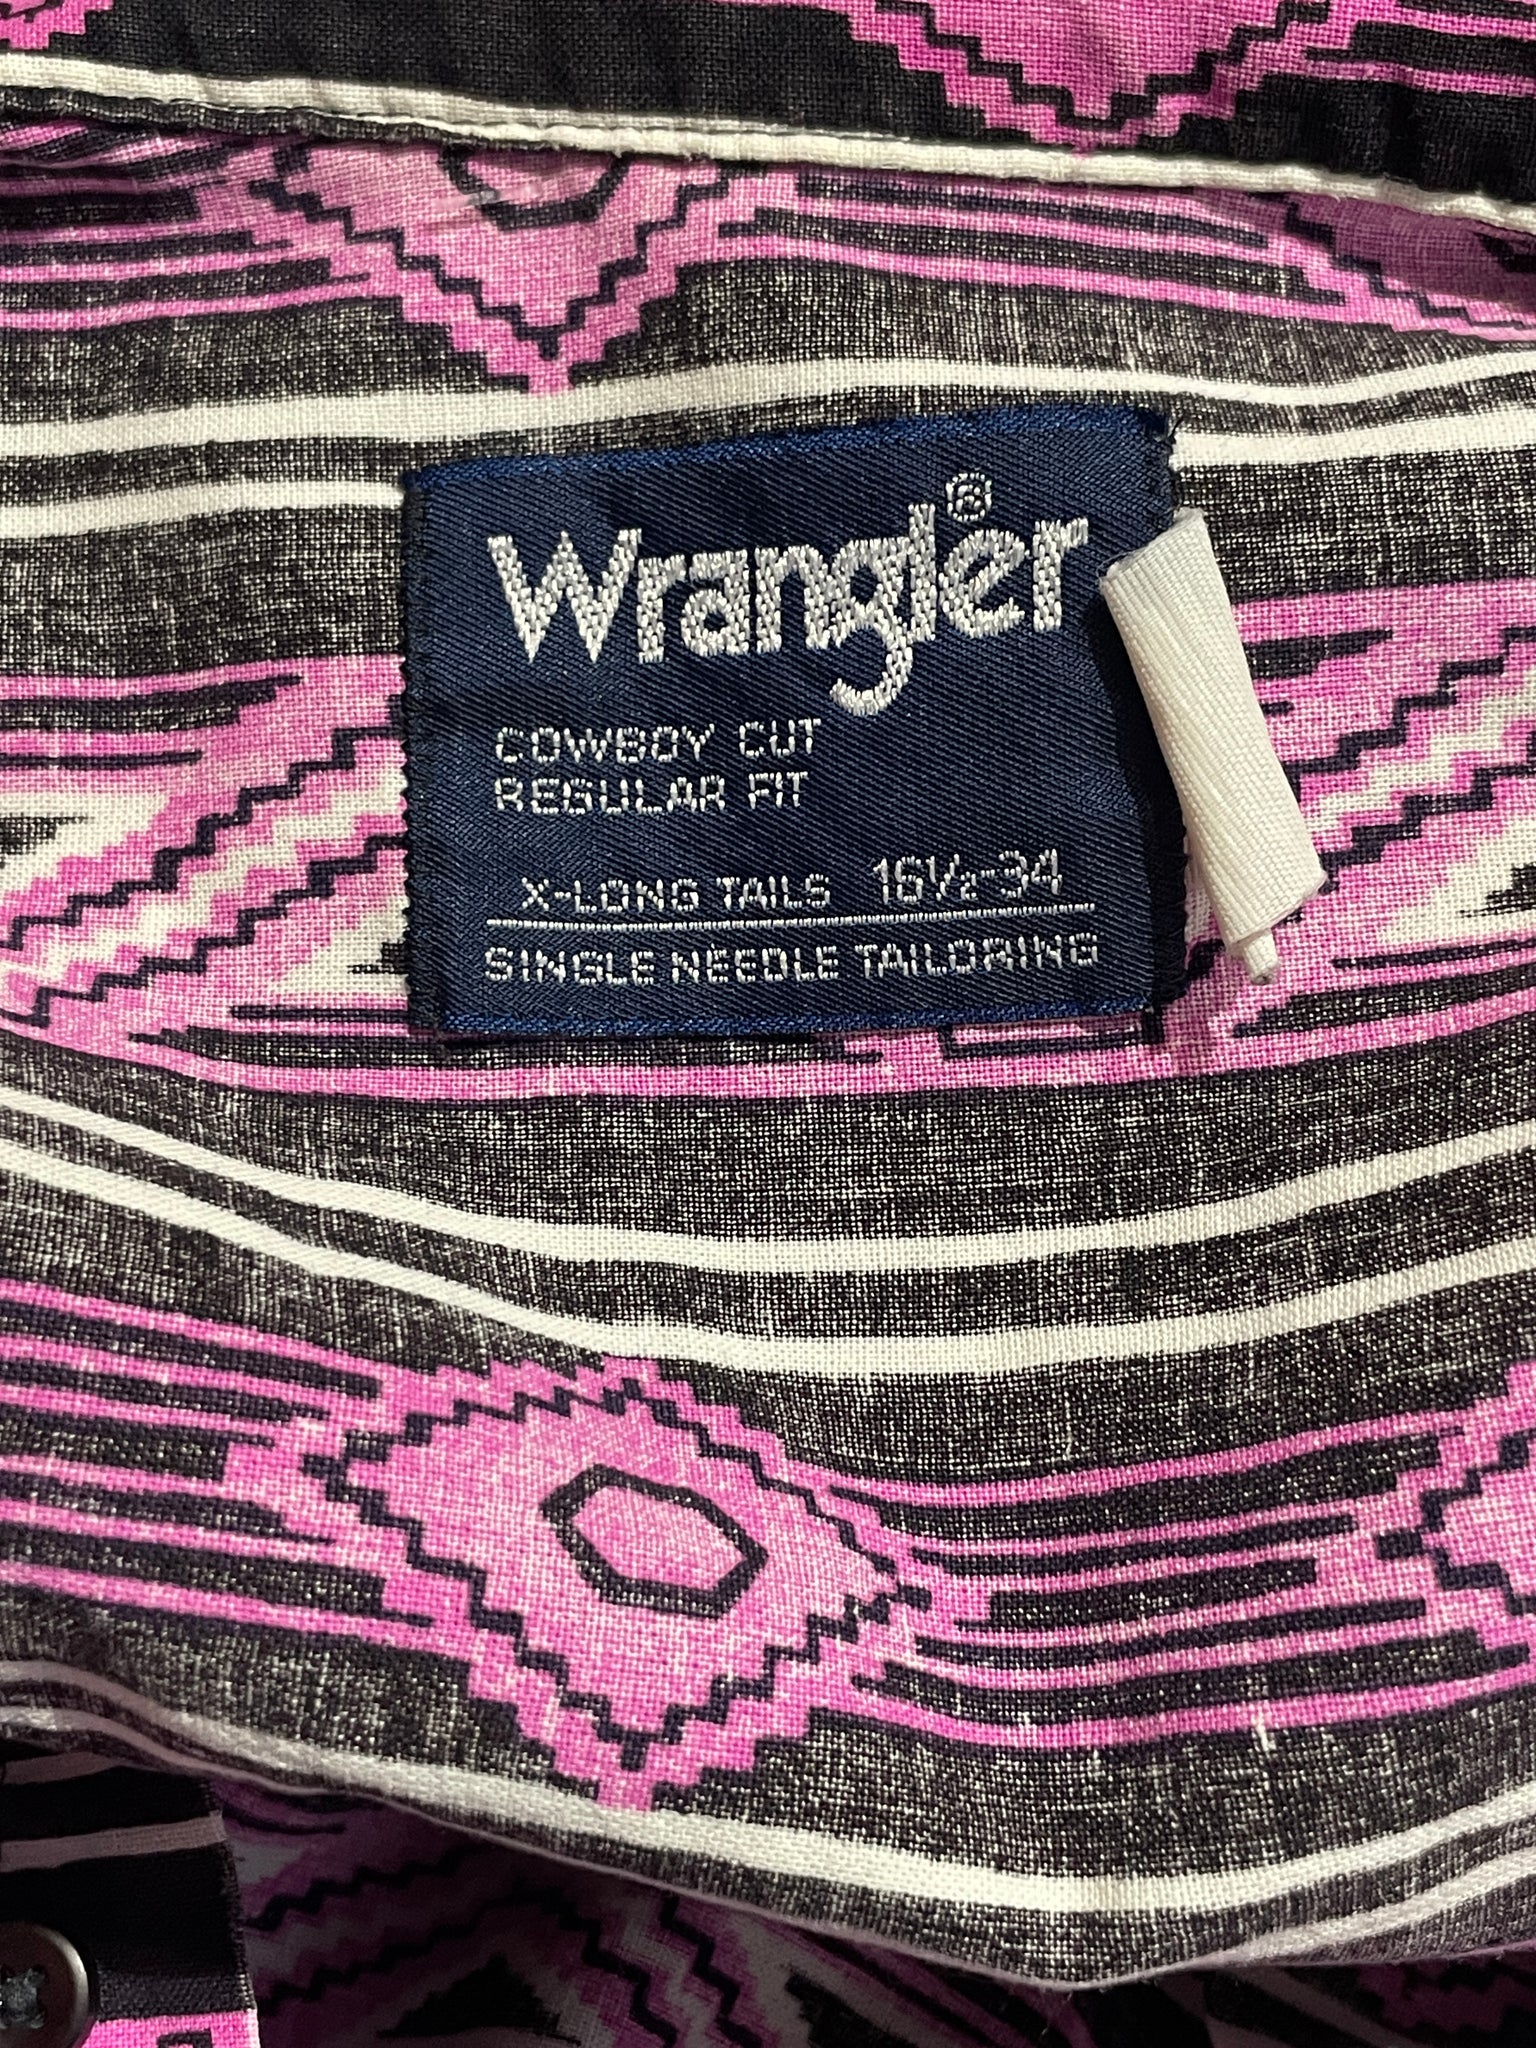 Wrangler®
COWBOY CUT
REGULAR FIT
X-LONG TAILS 16½-34
SINGLE NEEDLE TAILORING